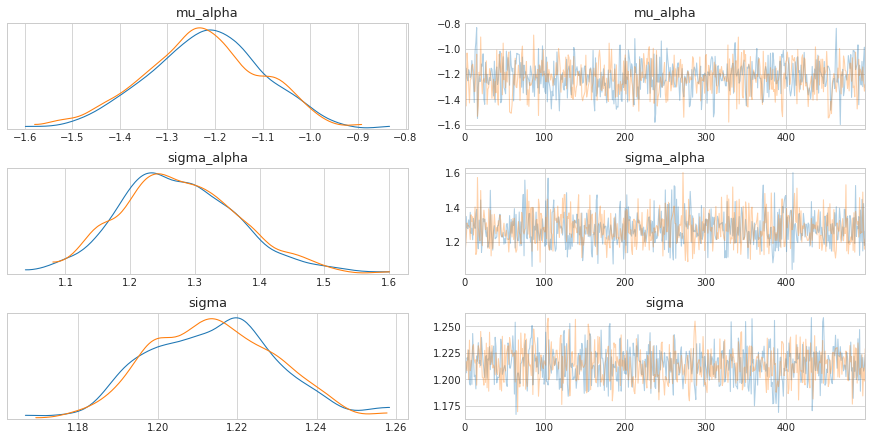 mu_alpha
−1.6 −1.5 −1.4 −1.3 −1.2 −1.1 −1.0 −0.9 −0.8
mu_alpha
−0.8
−1.0
−1.2
−1.4
−1.6
0 100 200 300 400
sigma_alpha
1.1 1.2 1.3 1.4 1.5 1.6
sigma_alpha
1.6
1.4
1.2
0 100 200 300 400
sigma
1.18 1.20 1.22 1.24 1.26
sigma
1.250
1.225
1.200
1.175
0 100 200 300 400